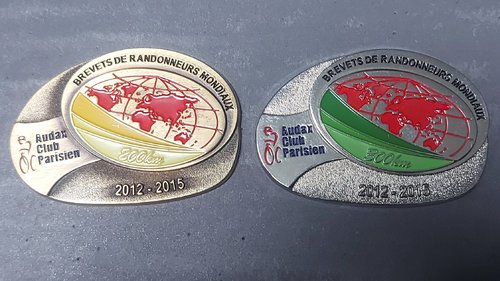 BREVETS DE RANDONNEURS MONDIAUX
Audax
Club
Parisien
200km
2012 - 2015
BREVETS DE RANDONNEURS MONDIAUX
Audax
Club
Parisien
300km
2012 - 2015